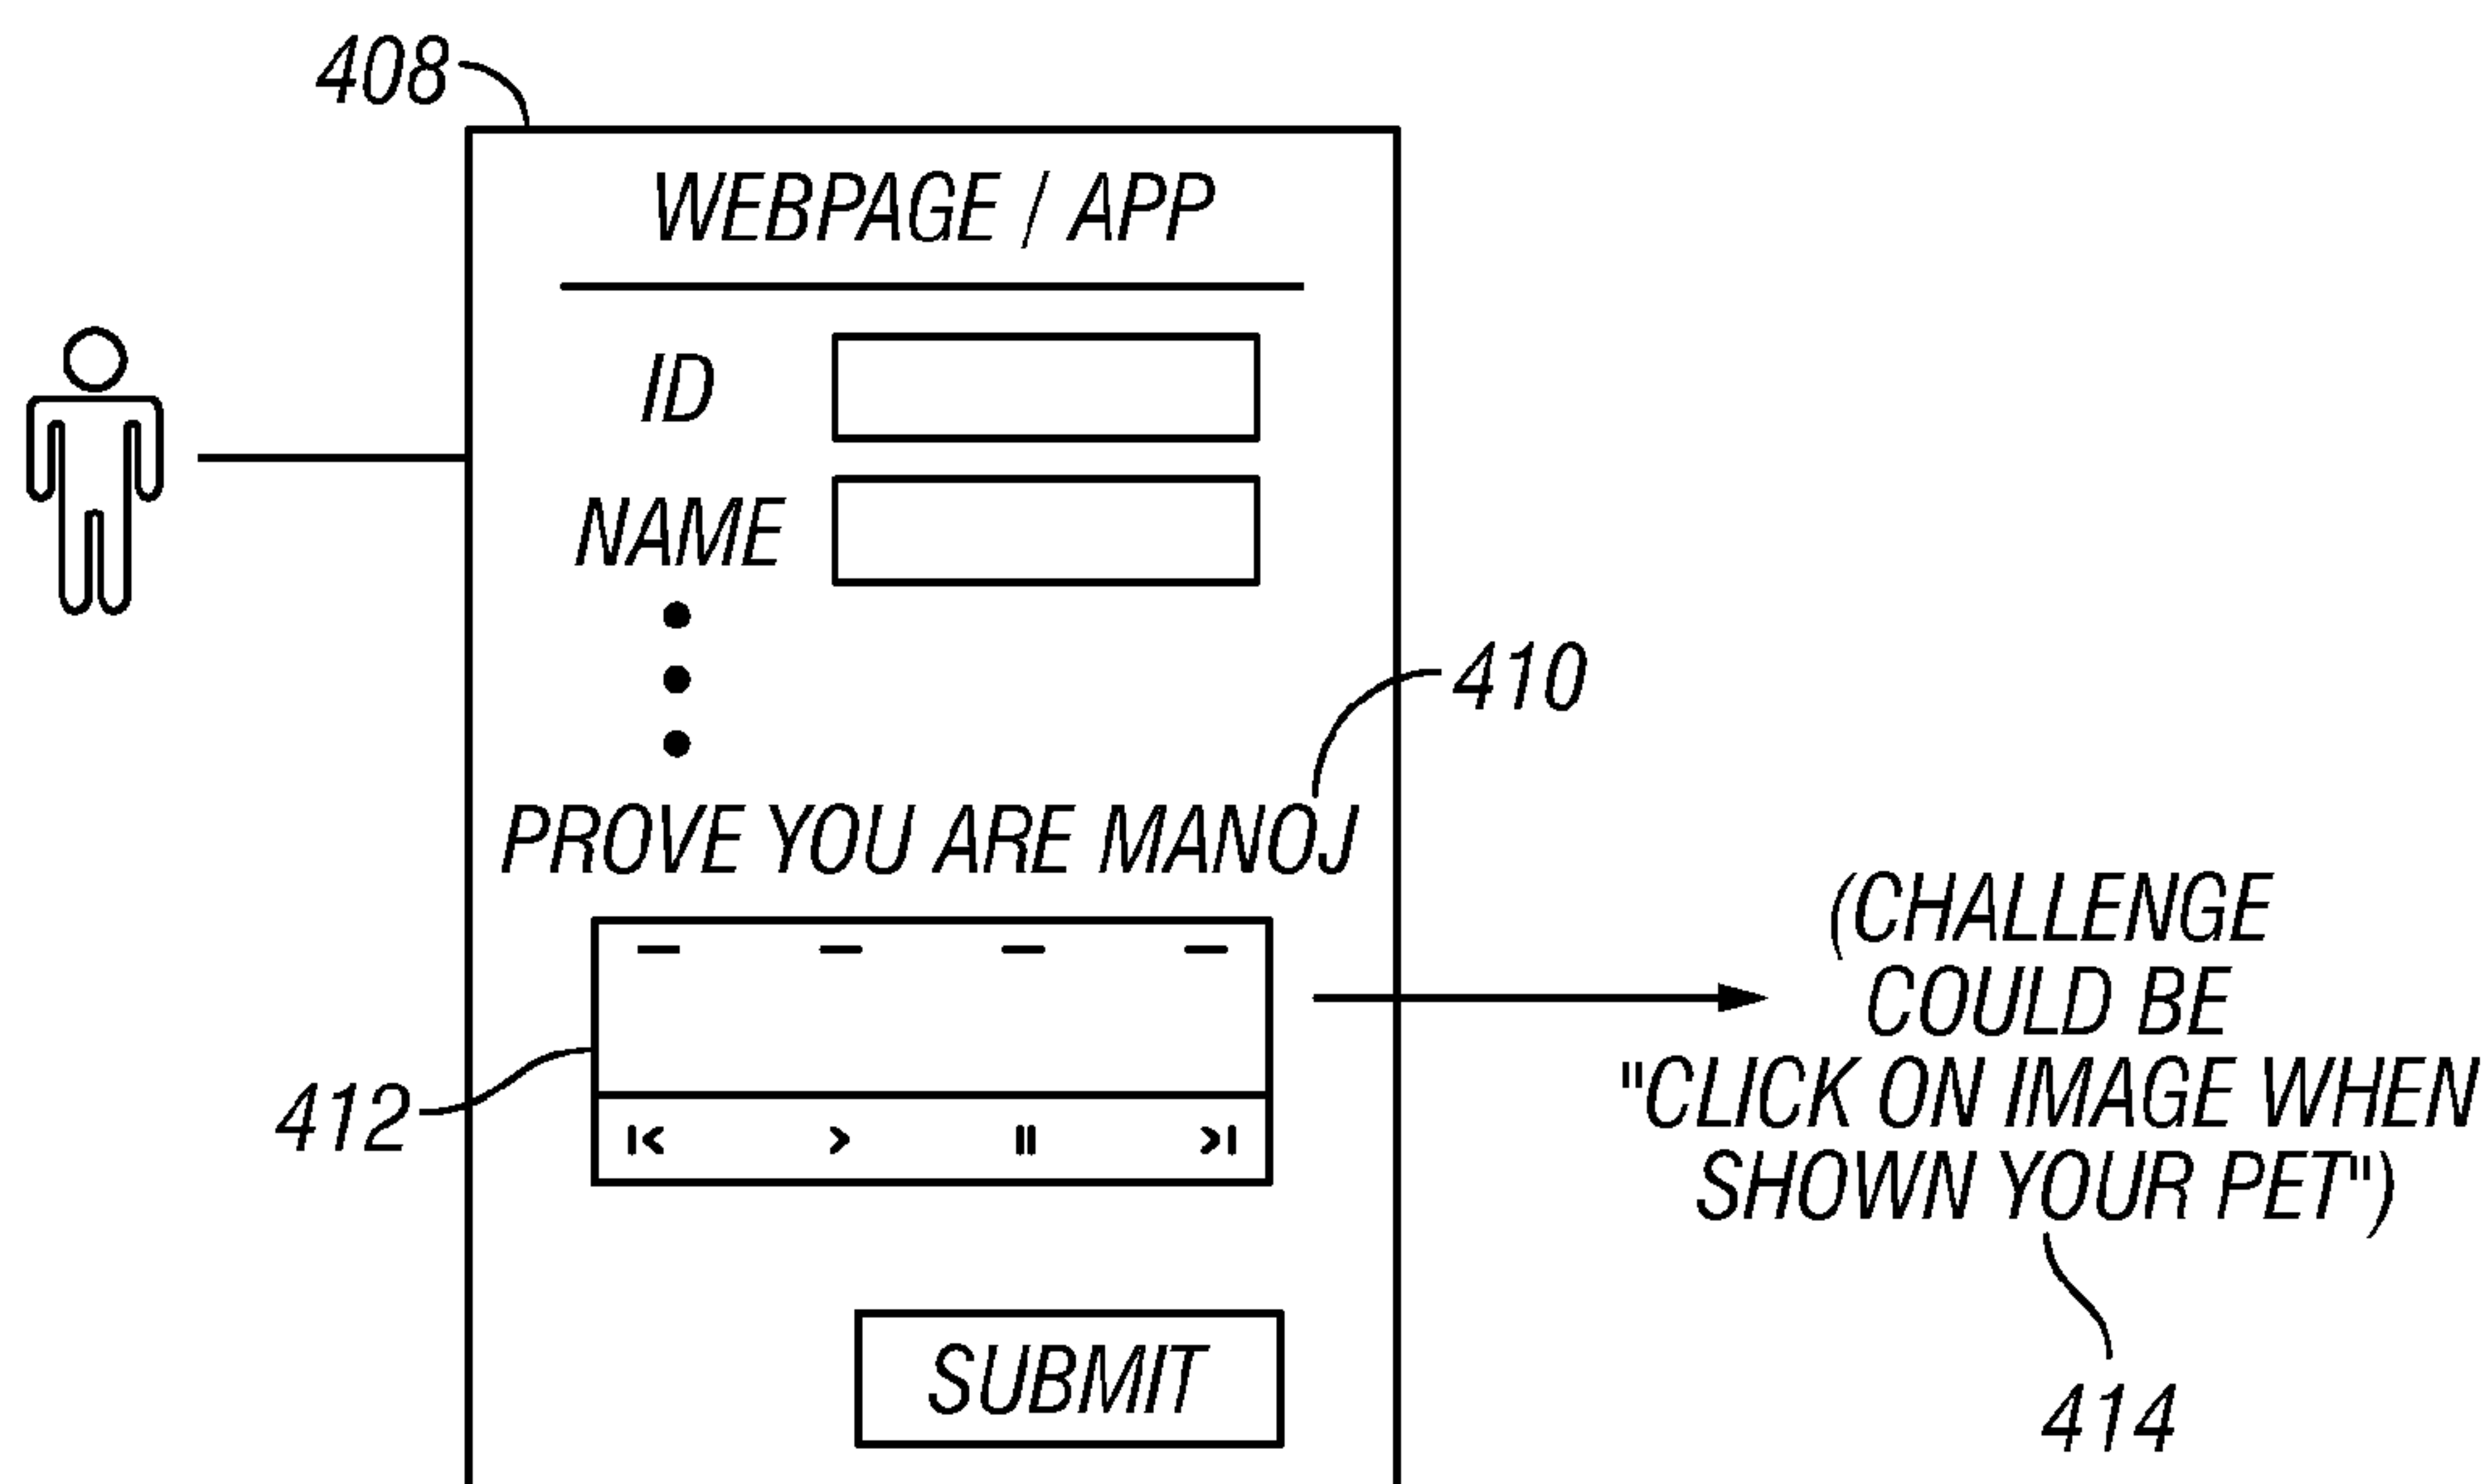 408
WEBPAGE / APP
ID
NAME
410
PROVE YOU ARE MANOJ
(CHALLENGE
COULD BE
"CLICK ON IMAGE WHEN
SHOWN YOUR PET")
412
|< > || >|
SUBMIT
414